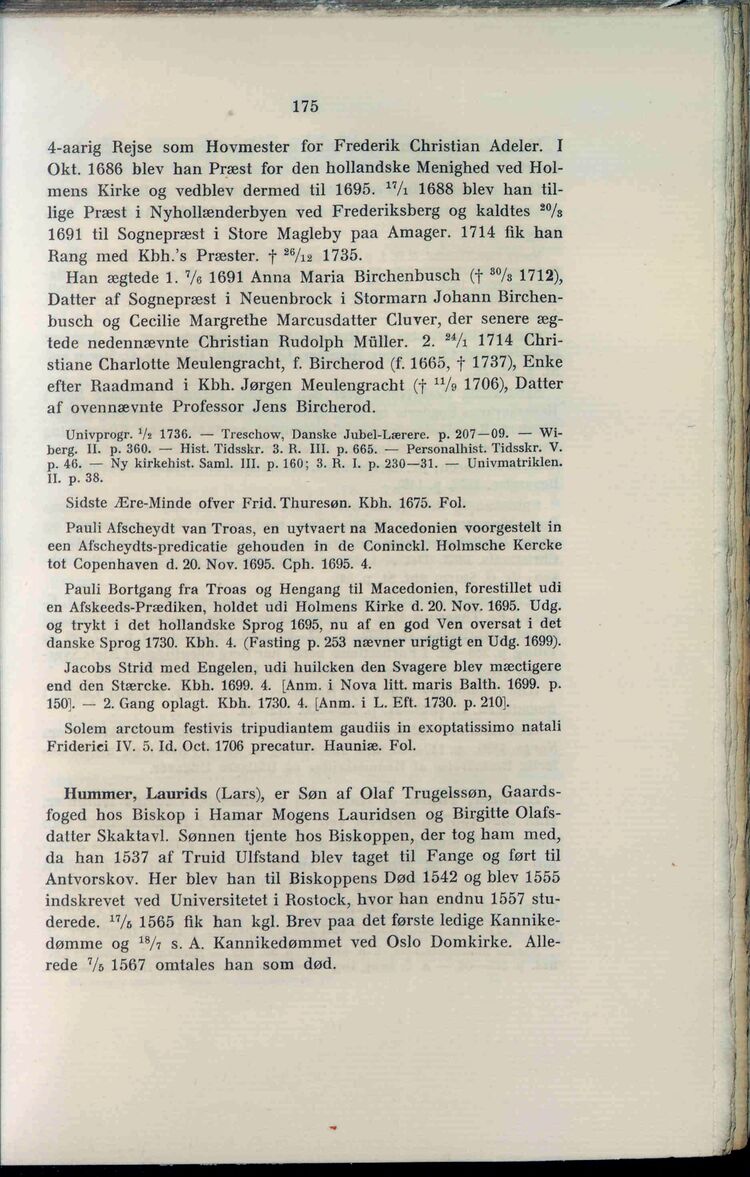 175
4-aarig Rejse som Hovmester for Frederik Christian Adeler. I
Okt. 1686 blev han Præst for den hollandske Menighed ved Hol-
mens Kirke og vedblev dermed til 1695. ¹⁷/₁ 1688 blev han til-
lige Præst i Nyhollænderbyen ved Frederiksberg og kaldtes ²⁰/₃
1691 til Sognepræst i Store Magleby paa Amager. 1714 fik han
Rang med Kbh.'s Præster. † ²⁶/₁₂ 1735.
Han ægtede 1. ⁷/₆ 1691 Anna Maria Birchenbusch († ³⁰/₃ 1712),
Datter af Sognepræst i Neuenbrock i Stormarn Johann Birchen-
busch og Cecilie Margrethe Marcusdatter Cluver, der senere æg-
tede nedennævnte Christian Rudolph Müller. 2. ²⁴/₁ 1714 Chri-
stiane Charlotte Meulengracht, f. Bircherod (f. 1665, † 1737), Enke
efter Raadmand i Kbh. Jørgen Meulengracht († ¹¹/₉ 1706), Datter
af ovennævnte Professor Jens Bircherod.
Univprogr. ¹/₂ 1736. — Treschow, Danske Jubel-Lærere. p. 207—09. — Wi-
berg. II. p. 360. — Hist. Tidsskr. 3. R. III. p. 665. — Personalhist. Tidsskr. V.
p. 46. — Ny kirkehist. Saml. III. p. 160; 3. R. I. p. 230—31. — Univmatriklen.
II. p. 38.
Sidste Ære-Minde ofver Frid. Thuresøn. Kbh. 1675. Fol.
Pauli Afscheydt van Troas, en uytvaert na Macedonien voorgestelt in
een Afscheydts-predicatie gehouden in de Coninckl. Holmsche Kercke
tot Copenhaven d. 20. Nov. 1695. Cph. 1695. 4.
Pauli Bortgang fra Troas og Hengang til Macedonien, forestillet udi
en Afskeeds-Prædiken, holdet udi Holmens Kirke d. 20. Nov. 1695. Udg.
og trykt i det hollandske Sprog 1695, nu af en god Ven oversat i det
danske Sprog 1730. Kbh. 4. (Fasting p. 253 nævner urigtigt en Udg. 1699).
Jacobs Strid med Engelen, udi huilcken den Svagere blev mæctigere
end den Stærcke. Kbh. 1699. 4. [Anm. i Nova litt. maris Balth. 1699. p.
150]. — 2. Gang oplagt. Kbh. 1730. 4. [Anm. i L. Eft. 1730. p. 210].
Solem arctoum festivis tripudiantem gaudiis in exoptatissimo natali
Friderici IV. 5. Id. Oct. 1706 precatur. Hauniæ. Fol.
Hummer, Laurids (Lars), er Søn af Olaf Trugelssøn, Gaards-
foged hos Biskop i Hamar Mogens Lauridsen og Birgitte Olafs-
datter Skaktavl. Sønnen tjente hos Biskoppen, der tog ham med,
da han 1537 af Truid Ulfstand blev taget til Fange og ført til
Antvorskov. Her blev han til Biskoppens Død 1542 og blev 1555
indskrevet ved Universitetet i Rostock, hvor han endnu 1557 stu-
derede. ¹⁷/₅ 1565 fik han kgl. Brev paa det første ledige Kannike-
dømme og ¹⁸/₇ s. A. Kannikedømmet ved Oslo Domkirke. Alle-
rede ⁷/₅ 1567 omtales han som død.